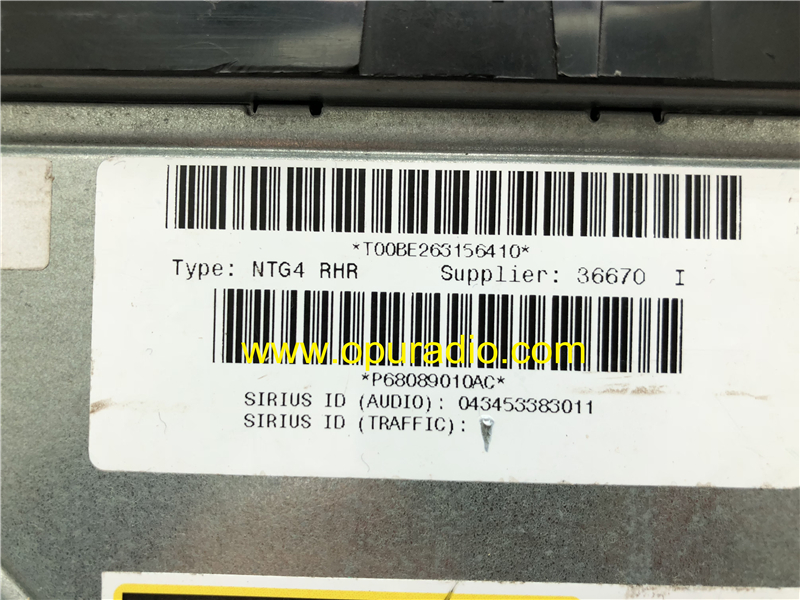 *T00BE263156410*
Type: NTG4 RHR Supplier: 36670 I
www.opuradio.com
*P68089010AC*
SIRIUS ID (AUDIO): 043453383011
SIRIUS ID (TRAFFIC):